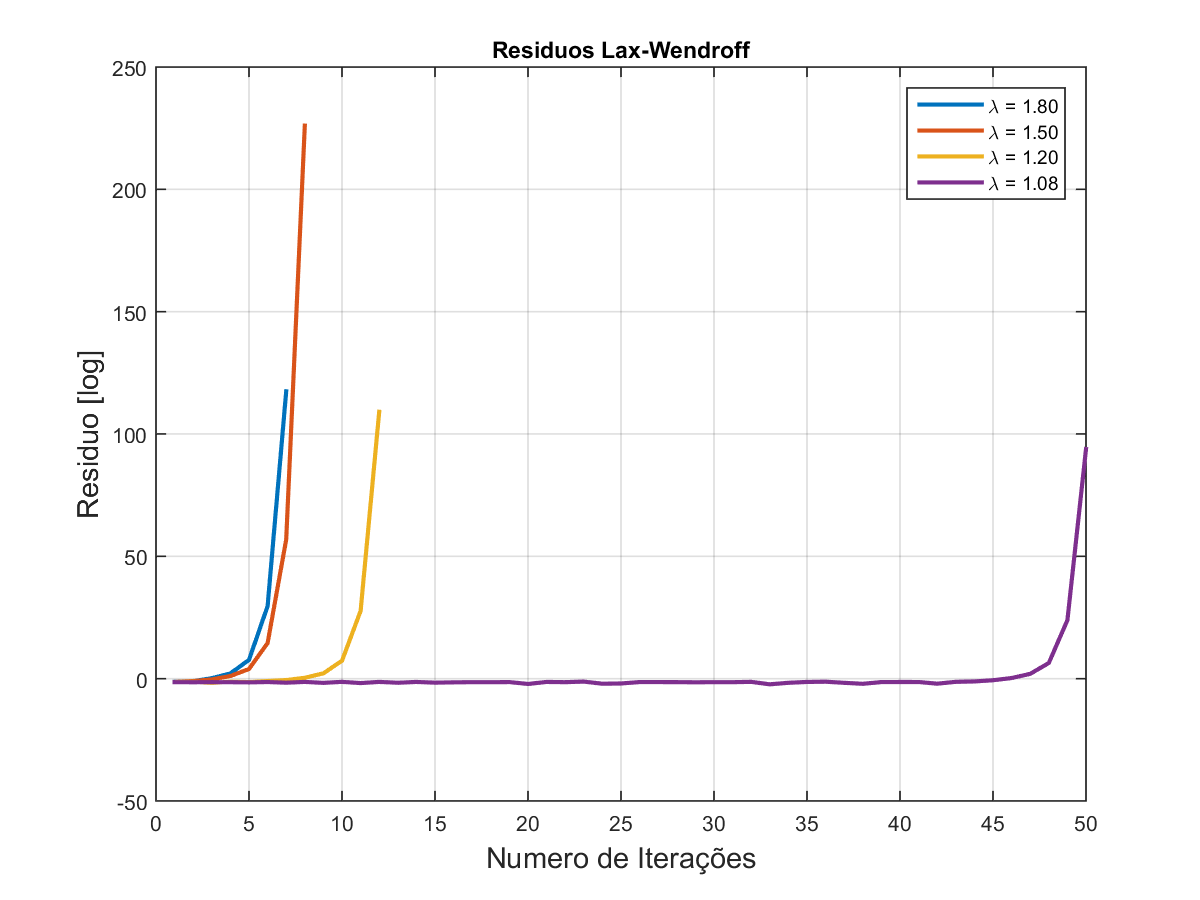 Residuos Lax-Wendroff
250
200
150
100
50
0
-50
Residuo [log]
λ = 1.80
λ = 1.50
λ = 1.20
λ = 1.08
0 5 10 15 20 25 30 35 40 45 50
Numero de Iterações